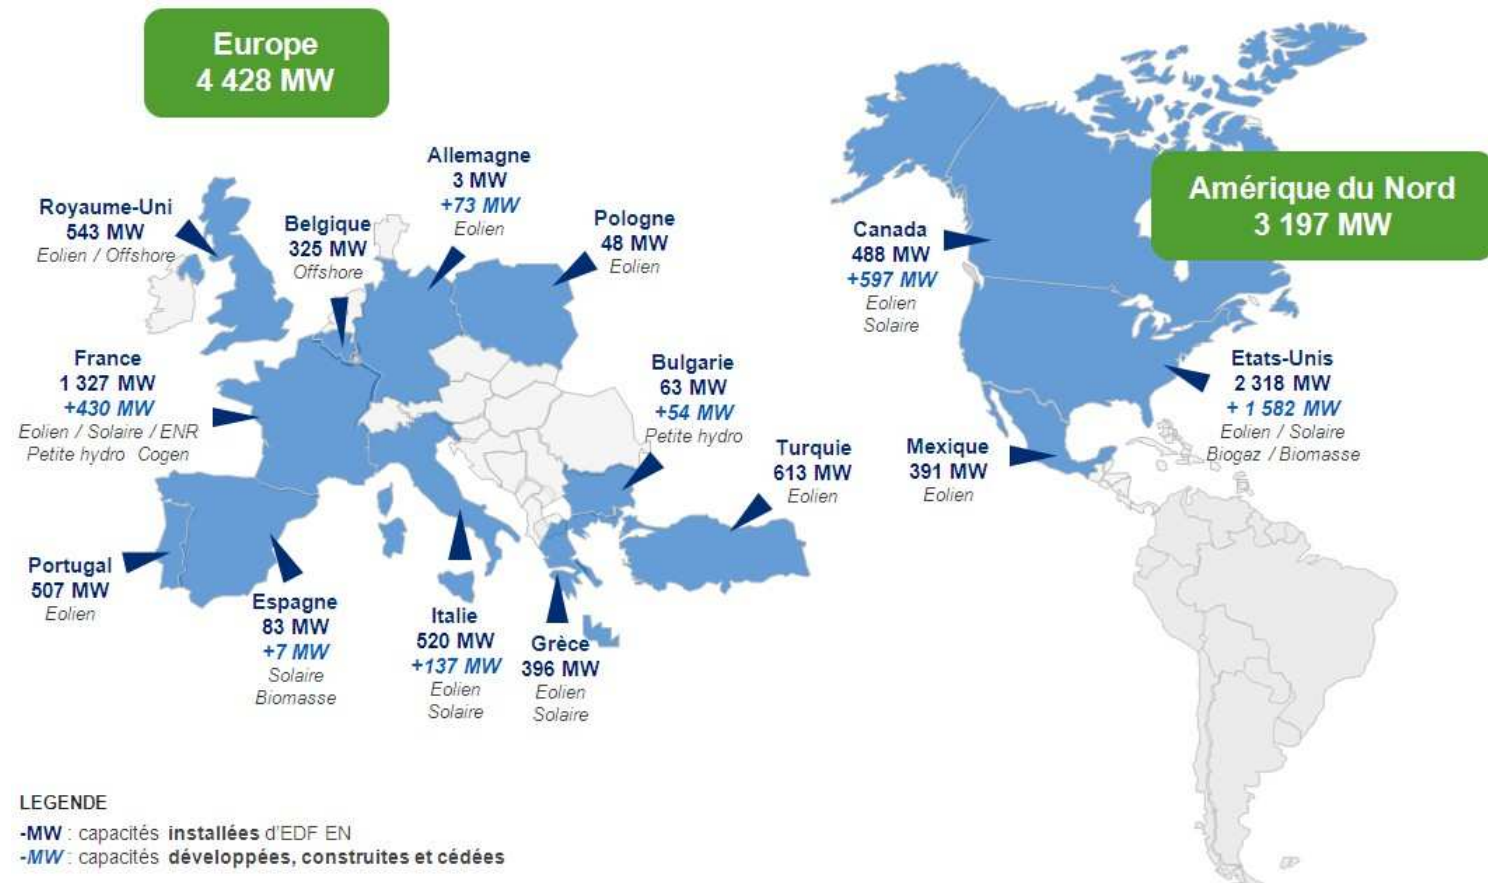 Europe
4 428 MW
Amérique du Nord
3 197 MW
Allemagne
3 MW
+73 MW
Eolien
Royaume-Uni
543 MW
Eolien / Offshore
Belgique
325 MW
Offshore
Pologne
48 MW
Eolien
France
1 327 MW
+430 MW
Eolien / Solaire / ENR
Petite hydro Cogen
Bulgarie
63 MW
+54 MW
Petite hydro
Turquie
613 MW
Eolien
Portugal
507 MW
Eolien
Espagne
83 MW
+7 MW
Solaire
Biomasse
Italie
520 MW
+137 MW
Eolien
Solaire
Grèce
396 MW
Eolien
Solaire
Canada
488 MW
+597 MW
Eolien
Solaire
Etats-Unis
2 318 MW
+ 1 582 MW
Eolien / Solaire
Biogaz / Biomasse
Mexique
391 MW
Eolien
LEGENDE
-MW : capacités installées d'EDF EN
-MW : capacités développées, construites et cédées